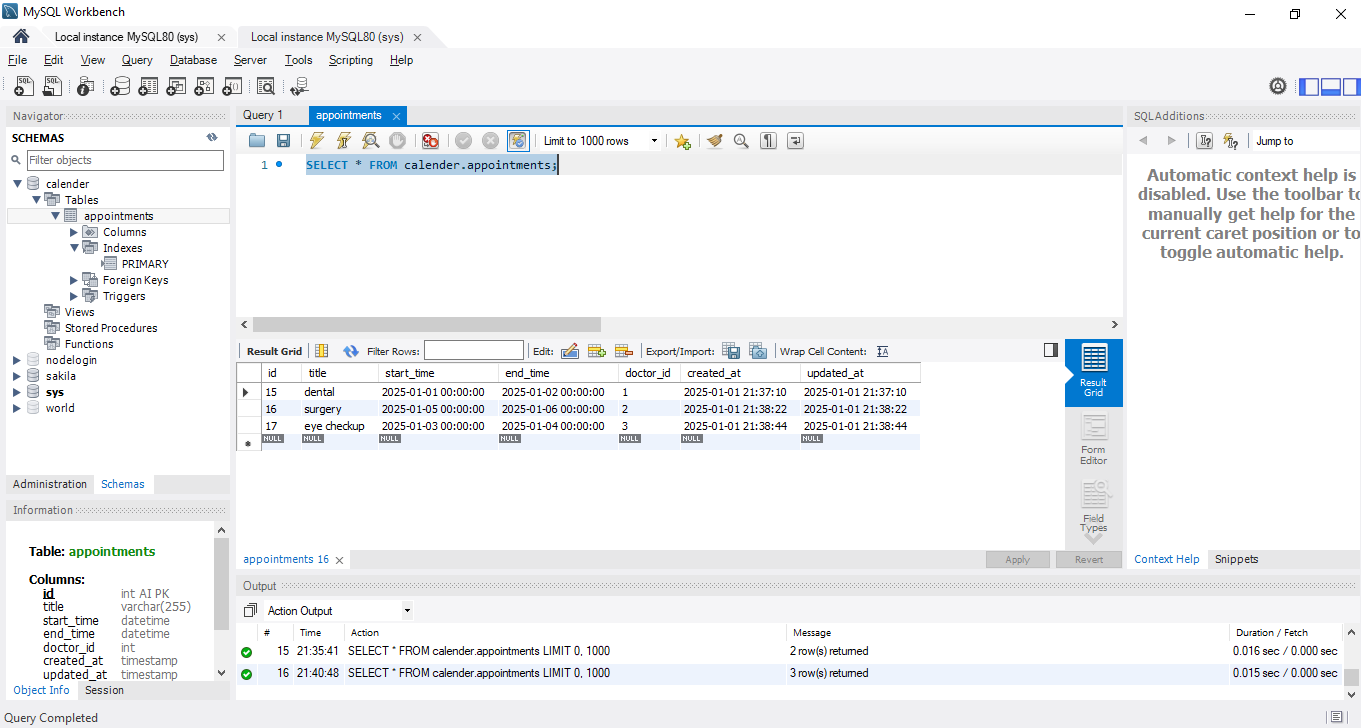 MySQL Workbench
Local instance MySQL80 (sys)
Local instance MySQL80 (sys)
File Edit View Query Database Server Tools Scripting Help
Navigator
SCHEMAS
Filter objects
calender
Tables
appointments
Columns
Indexes
PRIMARY
Foreign Keys
Triggers
Views
Stored Procedures
Functions
nodelogin
sakila
sys
world
Administration Schemas
Information
Table: appointments
Columns:
id int AI PK
title varchar(255)
start_time datetime
end_time datetime
doctor_id int
created_at timestamp
updated_at timestamp
Object Info Session
Query 1 appointments
Limit to 1000 rows
1 SELECT * FROM calender.appointments;
Result Grid Filter Rows: Edit: Export/Import: Wrap Cell Content:
id title start_time end_time doctor_id created_at updated_at
15 dental 2025-01-01 00:00:00 2025-01-02 00:00:00 1 2025-01-01 21:37:10 2025-01-01 21:37:10
16 surgery 2025-01-05 00:00:00 2025-01-06 00:00:00 2 2025-01-01 21:38:22 2025-01-01 21:38:22
17 eye checkup 2025-01-03 00:00:00 2025-01-04 00:00:00 3 2025-01-01 21:38:44 2025-01-01 21:38:44
NULL NULL NULL NULL NULL NULL NULL
Result
Grid
Form
Editor
Field
Types
appointments 16
Apply Revert
SQLAdditions
Jump to
Automatic context help is
disabled. Use the toolbar to
manually get help for the
current caret position or to
toggle automatic help.
Context Help Snippets
Output
Action Output
# Time Action Message Duration / Fetch
15 21:35:41 SELECT * FROM calender.appointments LIMIT 0, 1000 2 row(s) returned 0.016 sec / 0.000 sec
16 21:40:48 SELECT * FROM calender.appointments LIMIT 0, 1000 3 row(s) returned 0.015 sec / 0.000 sec
Query Completed